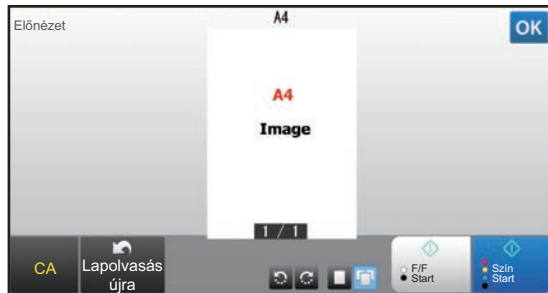 Előnézet
A4
OK
A4
Image
1 / 1
CA
Lapolvasás
újra
F/F
Start
Szín
Start